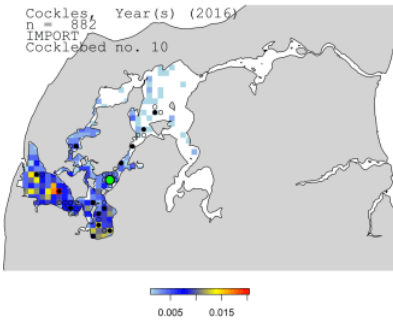 Cockles, Year(s) (2016)
n = 882
IMPORT
Cocklebed no. 10
0.005 0.015